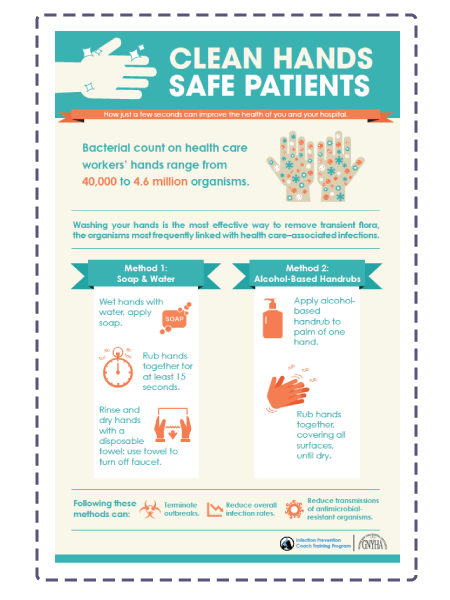 CLEAN HANDS
SAFE PATIENTS
How just a few seconds can improve the health of you and your hospital.
Bacterial count on health care
workers' hands range from
40,000 to 4.6 million organisms.
Washing your hands is the most effective way to remove transient flora,
the organisms most frequently linked with health care–associated infections.
Method 1:
Soap & Water
Wet hands with
water, apply
soap.
SOAP
Rub hands
together for
at least 15
seconds.
Rinse and
dry hands
with a
disposable
towel; use towel to
turn off faucet.
Method 2:
Alcohol-Based Handrubs
Apply alcohol-
based
handrub to
palm of one
hand.
Rub hands
together,
covering all
surfaces,
until dry.
Following these
methods can:
Terminate
outbreaks.
Reduce overall
infection rates.
Reduce transmissions
of antimicrobial-
resistant organisms.
Infection Prevention
Coach Training Program
GNYHA